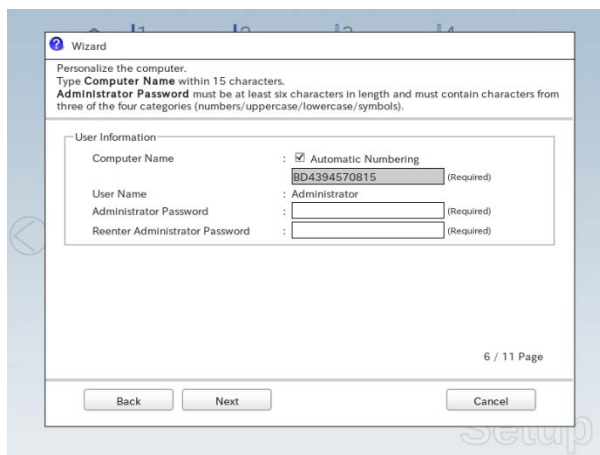 Wizard
Personalize the computer.
Type Computer Name within 15 characters.
Administrator Password must be at least six characters in length and must contain characters from
three of the four categories (numbers/uppercase/lowercase/symbols).
User Information
Computer Name : Automatic Numbering
BD4394570815 (Required)
User Name : Administrator
Administrator Password : (Required)
Reenter Administrator Password : (Required)
6 / 11 Page
Back Next Cancel
Setup